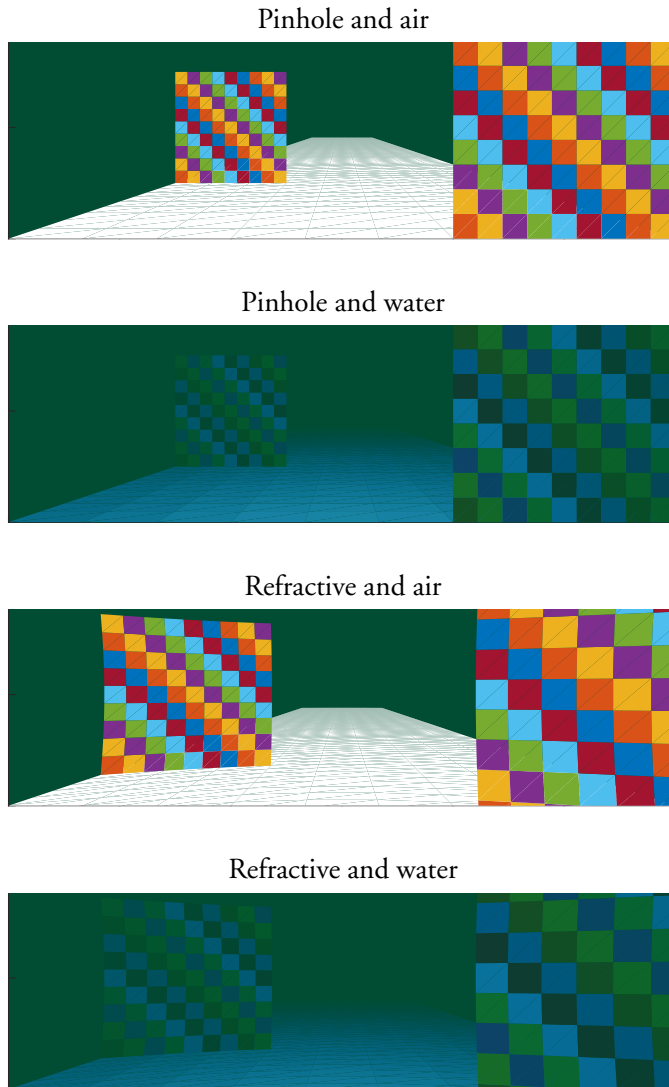 Pinhole and air
Pinhole and water
Refractive and air
Refractive and water